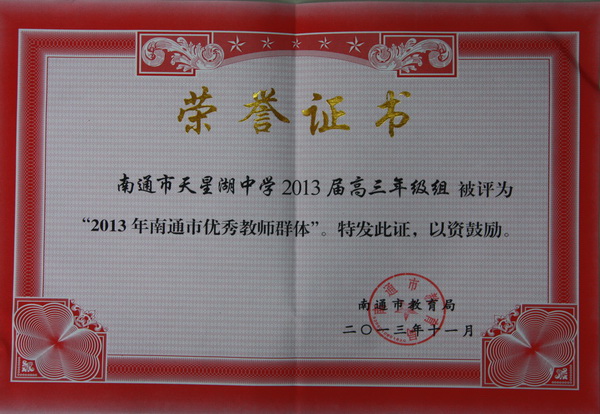 荣誉证书
南通市天星湖中学2013届高三年级组 被评为
“2013年南通市优秀教师群体”。特发此证，以资鼓励。
南通市教育局
二〇一三年十一月